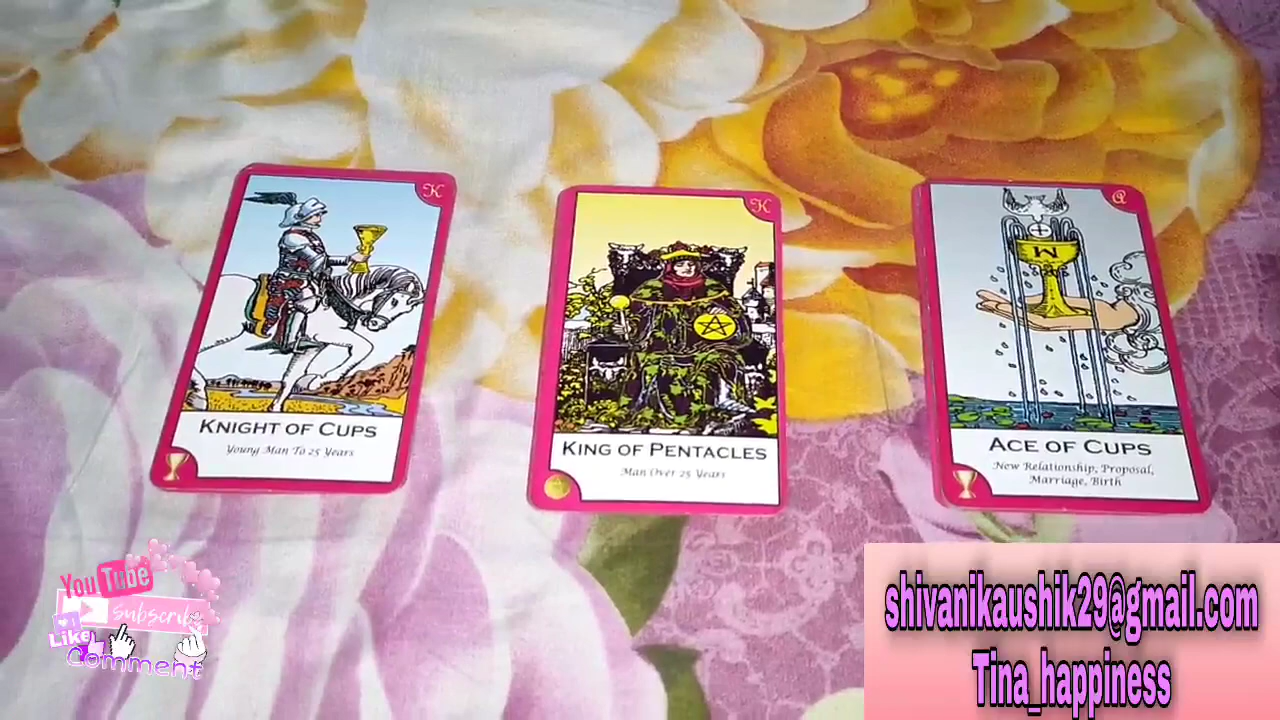 K
KNIGHT OF CUPS
Young Man To 25 Years
K
KING OF PENTACLES
Man Over 25 Years
a
ACE OF CUPS
New Relationship, Proposal,
Marriage, Birth
YouTube
subscribe
Like
Comment
shivanikaushik29@gmail.com
Tina_happiness